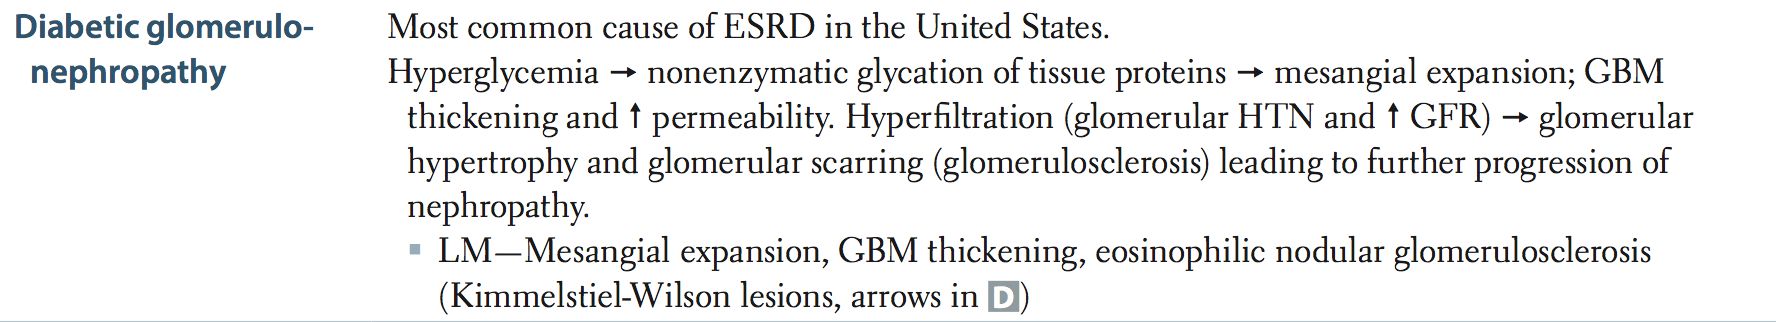 Diabetic glomerulo-
nephropathy
Most common cause of ESRD in the United States.
Hyperglycemia → nonenzymatic glycation of tissue proteins → mesangial expansion; GBM
thickening and ↑ permeability. Hyperfiltration (glomerular HTN and ↑ GFR) → glomerular
hypertrophy and glomerular scarring (glomerulosclerosis) leading to further progression of
nephropathy.
▪ LM—Mesangial expansion, GBM thickening, eosinophilic nodular glomerulosclerosis
(Kimmelstiel-Wilson lesions, arrows in D)